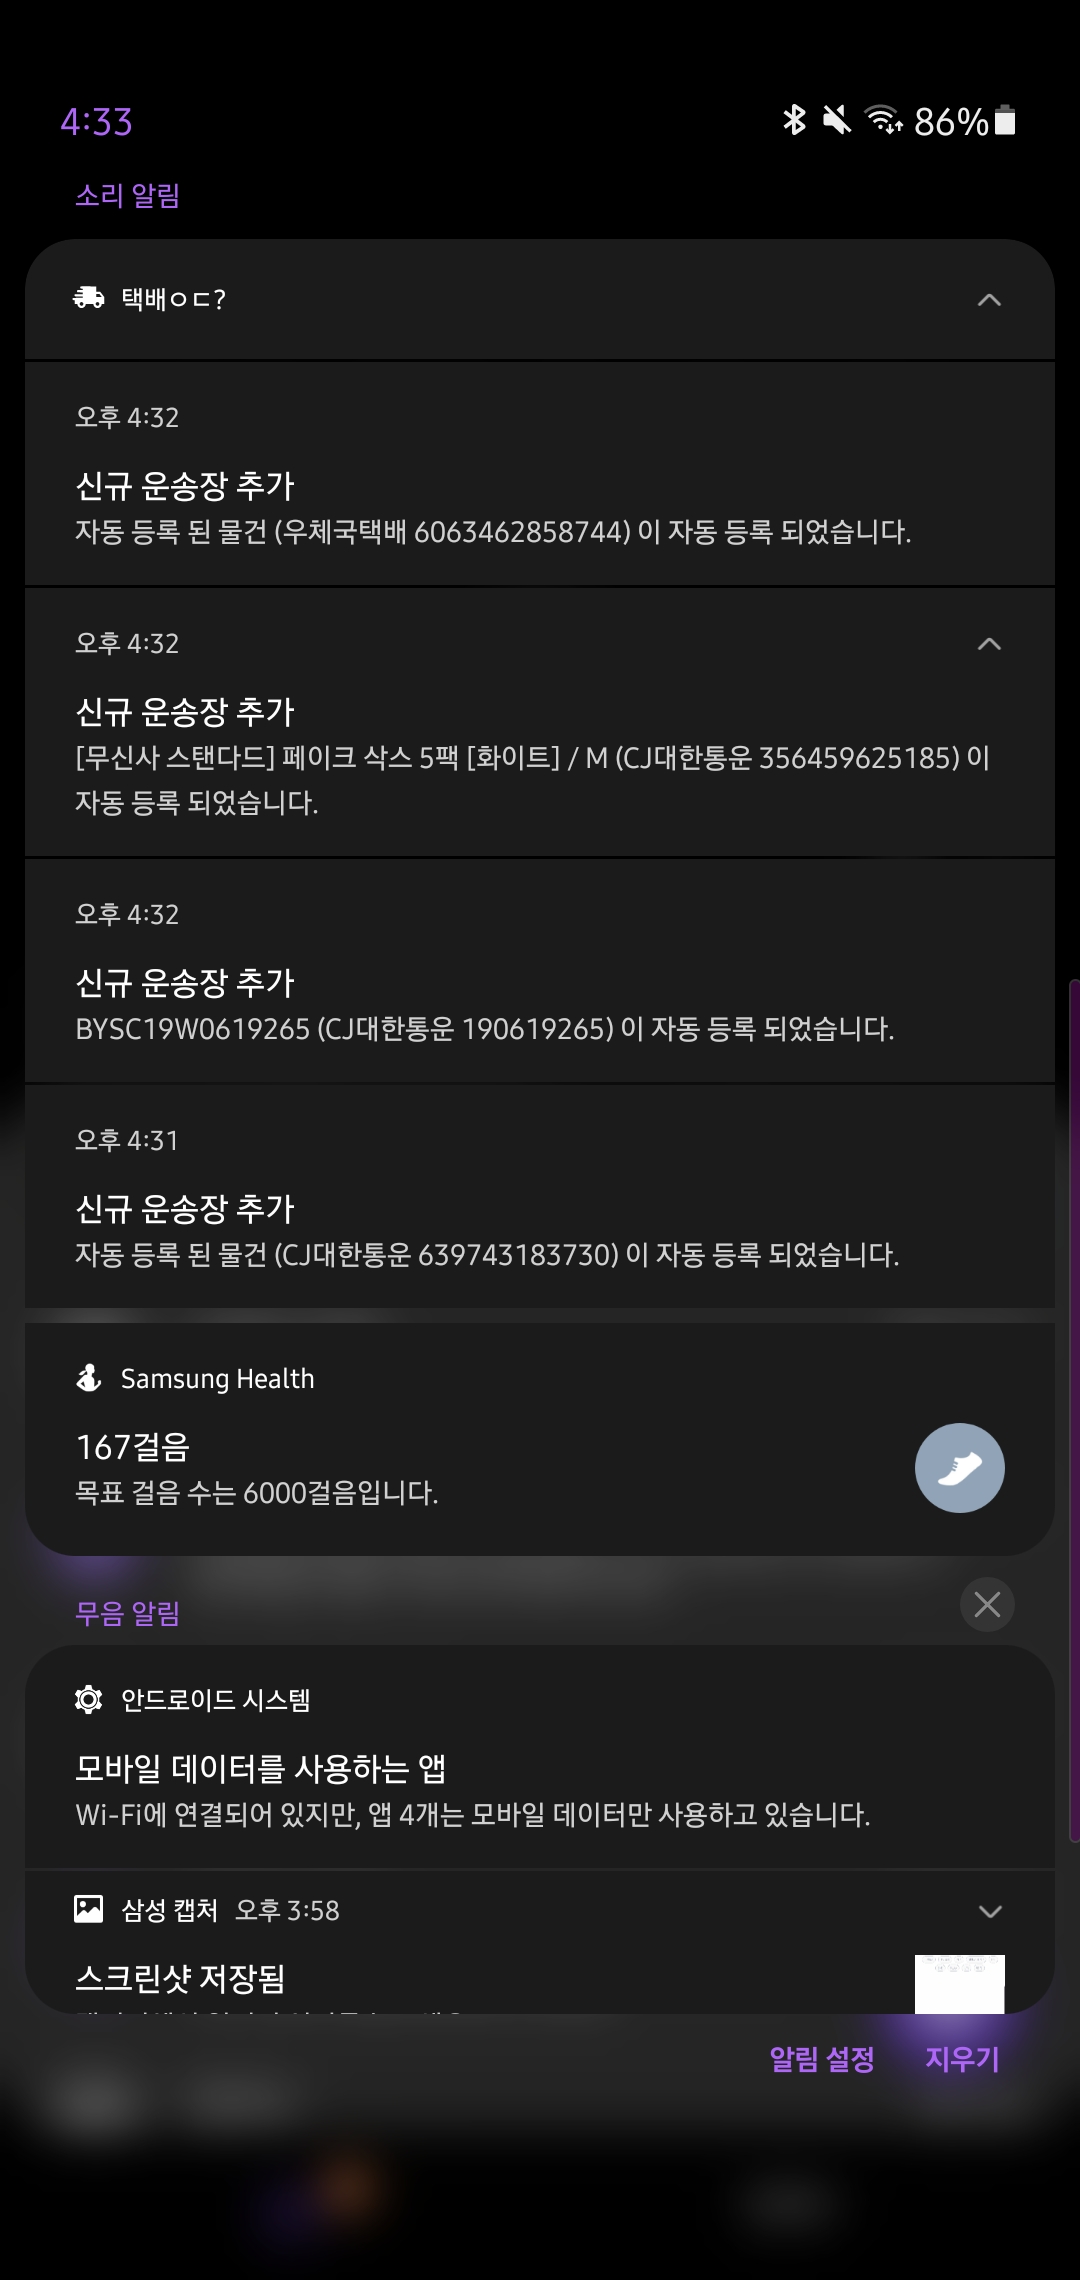 4:33
86%
소리 알림
택배ㅇㄷ?
오후 4:32
신규 운송장 추가
자동 등록 된 물건 (우체국택배 6063462858744) 이 자동 등록 되었습니다.
오후 4:32
신규 운송장 추가
[무신사 스탠다드] 페이크 삭스 5팩 [화이트] / M (CJ대한통운 356459625185) 이
자동 등록 되었습니다.
오후 4:32
신규 운송장 추가
BYSC19W0619265 (CJ대한통운 190619265) 이 자동 등록 되었습니다.
오후 4:31
신규 운송장 추가
자동 등록 된 물건 (CJ대한통운 639743183730) 이 자동 등록 되었습니다.
Samsung Health
167걸음
목표 걸음 수는 6000걸음입니다.
무음 알림
안드로이드 시스템
모바일 데이터를 사용하는 앱
Wi-Fi에 연결되어 있지만, 앱 4개는 모바일 데이터만 사용하고 있습니다.
삼성 캡처 오후 3:58
스크린샷 저장됨
알림 설정 지우기